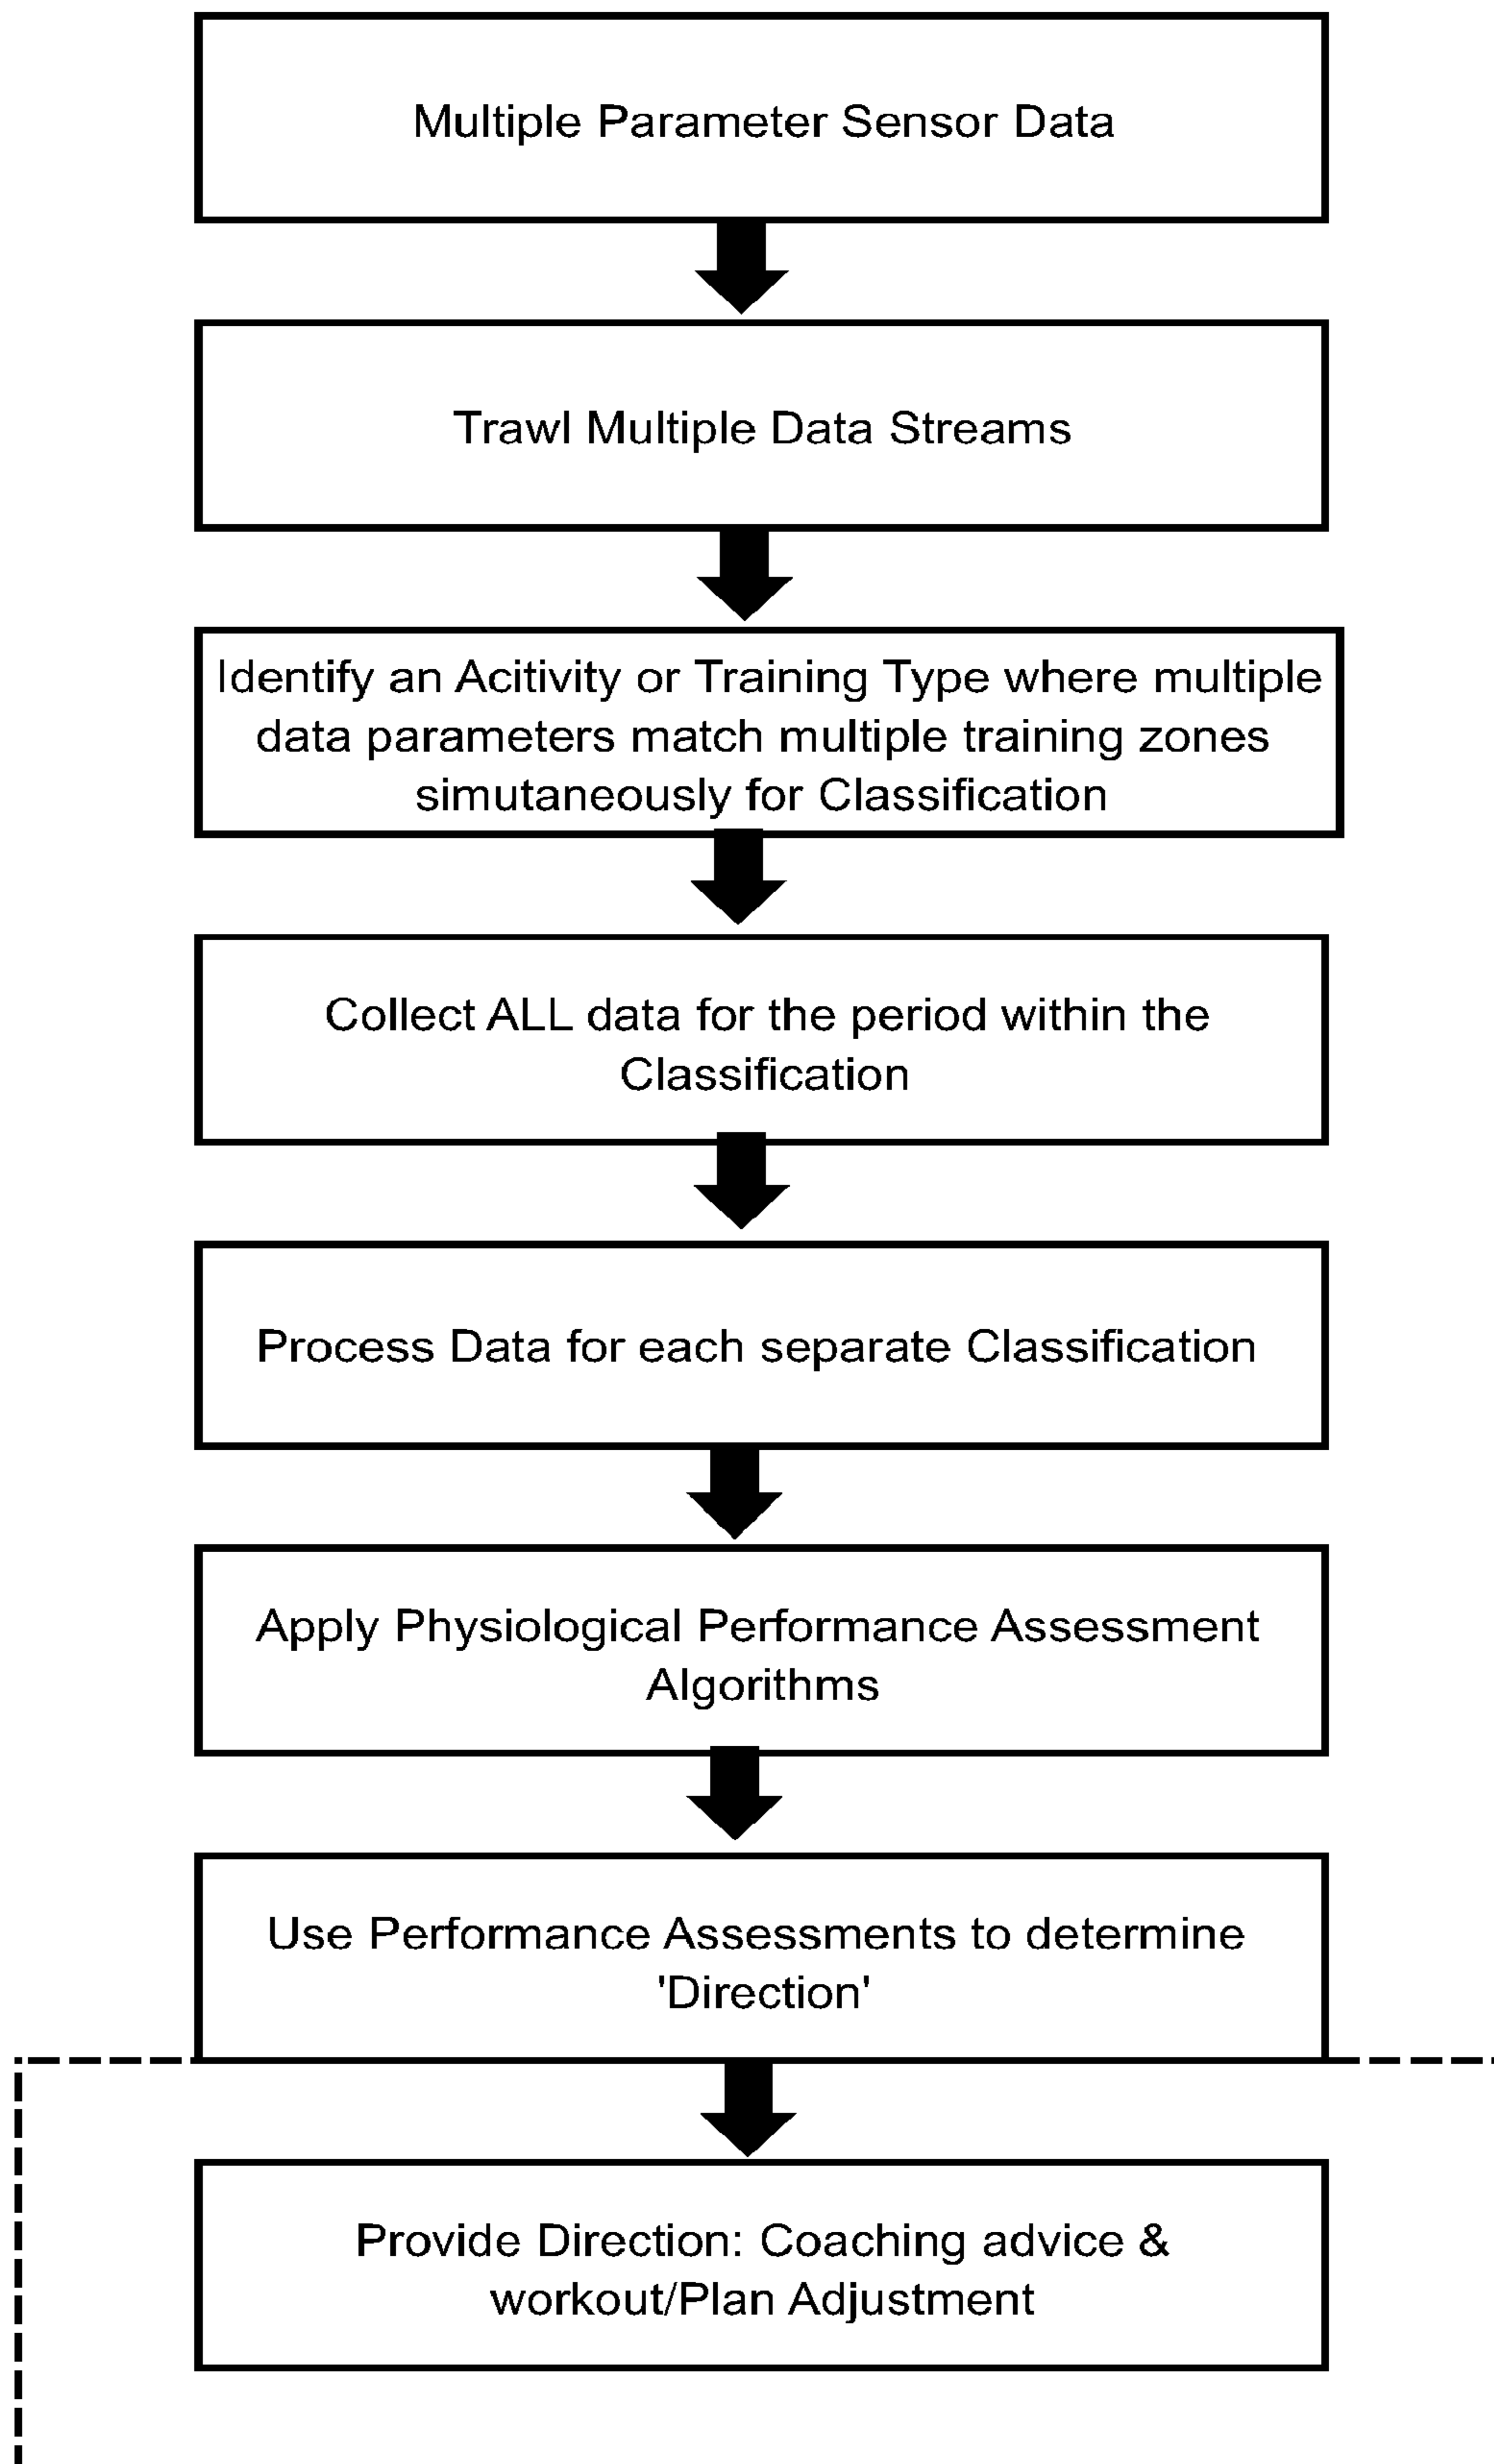 Multiple Parameter Sensor Data
Trawl Multiple Data Streams
Identify an Acitivity or Training Type where multiple
data parameters match multiple training zones
simutaneously for Classification
Collect ALL data for the period within the
Classification
Process Data for each separate Classification
Apply Physiological Performance Assessment
Algorithms
Use Performance Assessments to determine
'Direction'
Provide Direction: Coaching advice &
workout/Plan Adjustment